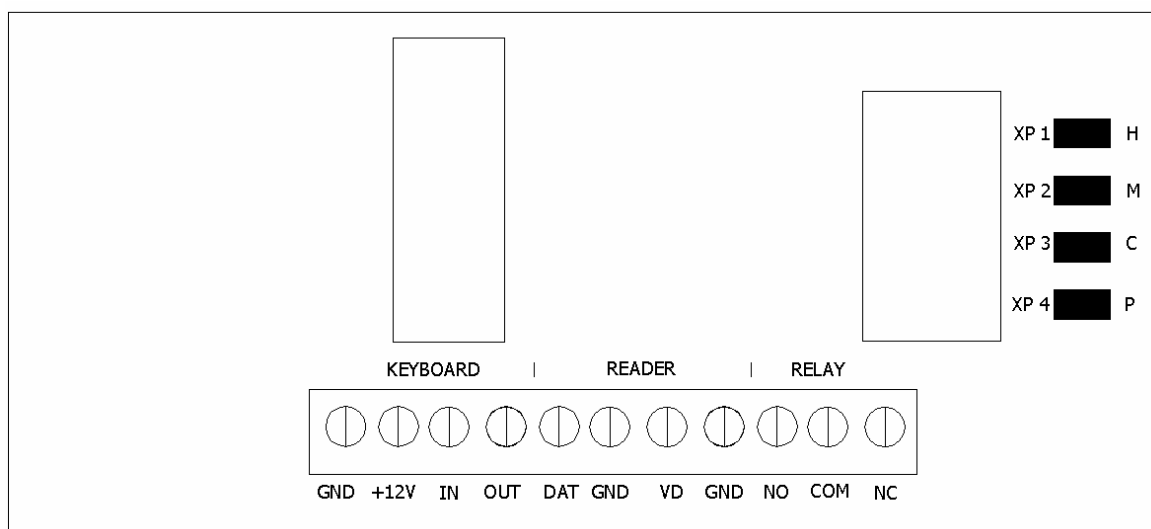 XP 1 H
XP 2 M
XP 3 C
XP 4 P
KEYBOARD | READER | RELAY
GND +12V IN OUT DAT GND VD GND NO COM NC